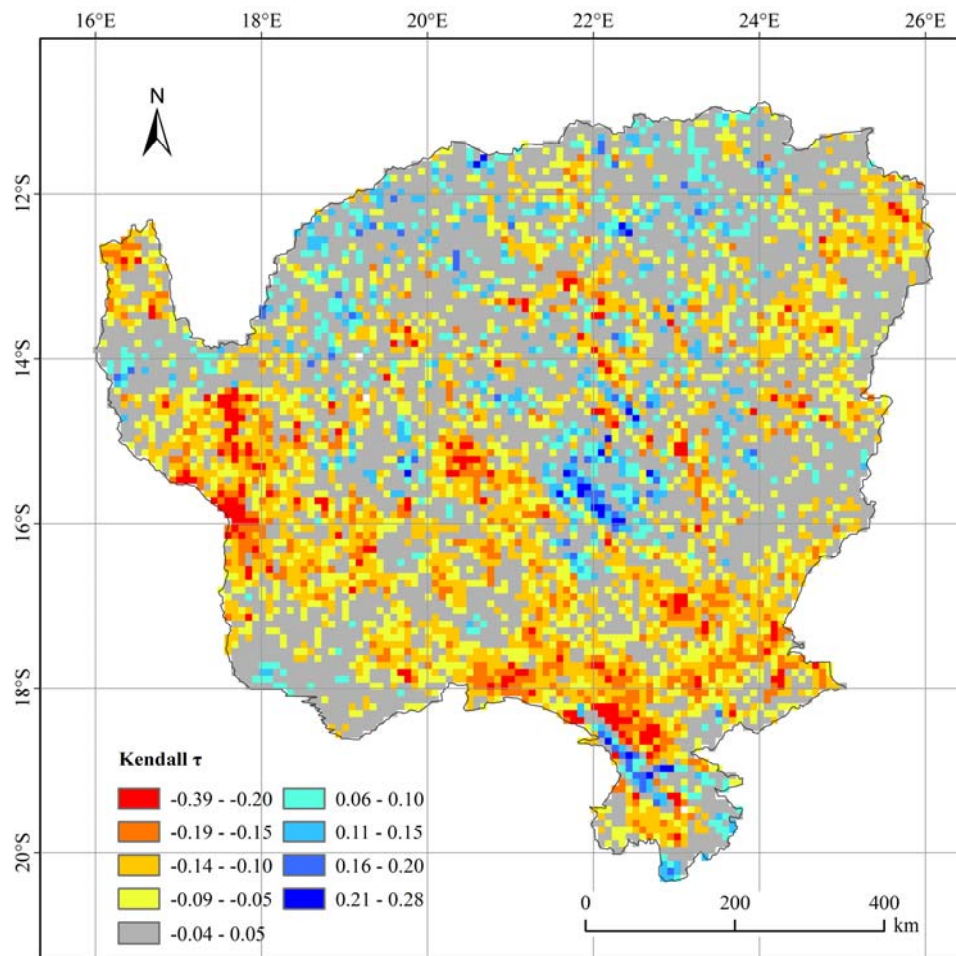 16°E 18°E 20°E 22°E 24°E 26°E
N
12°S
14°S
16°S
18°S
20°S
Kendall τ
-0.39 - -0.20
-0.19 - -0.15
-0.14 - -0.10
-0.09 - -0.05
-0.04 - 0.05
0.06 - 0.10
0.11 - 0.15
0.16 - 0.20
0.21 - 0.28
0 200 400
km